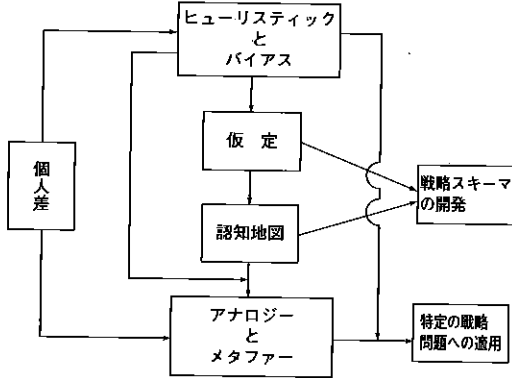 ヒューリスティック
と
バイアス
仮 定
個
人
差
戦略スキーマ
の開発
認知地図
アナロジー
と
メタファー
特定の戦略
問題への適用